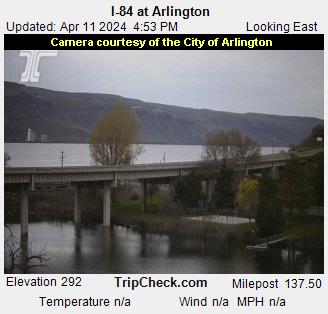 I-84 at Arlington
Updated: Apr 11 2024 4:53 PM Looking East
Camera courtesy of the City of Arlington
Elevation 292 TripCheck.com Milepost 137.50
Temperature n/a Wind n/a MPH n/a